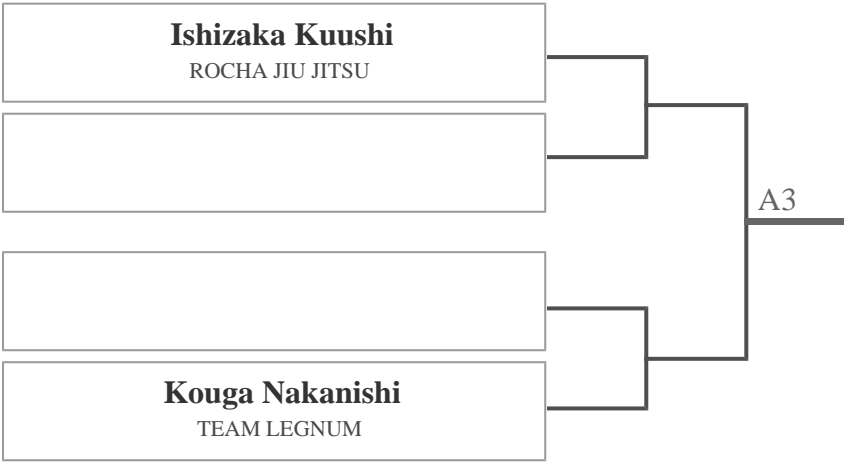 Ishizaka Kuushi
ROCHA JIU JITSU
A3
Kouga Nakanishi
TEAM LEGNUM